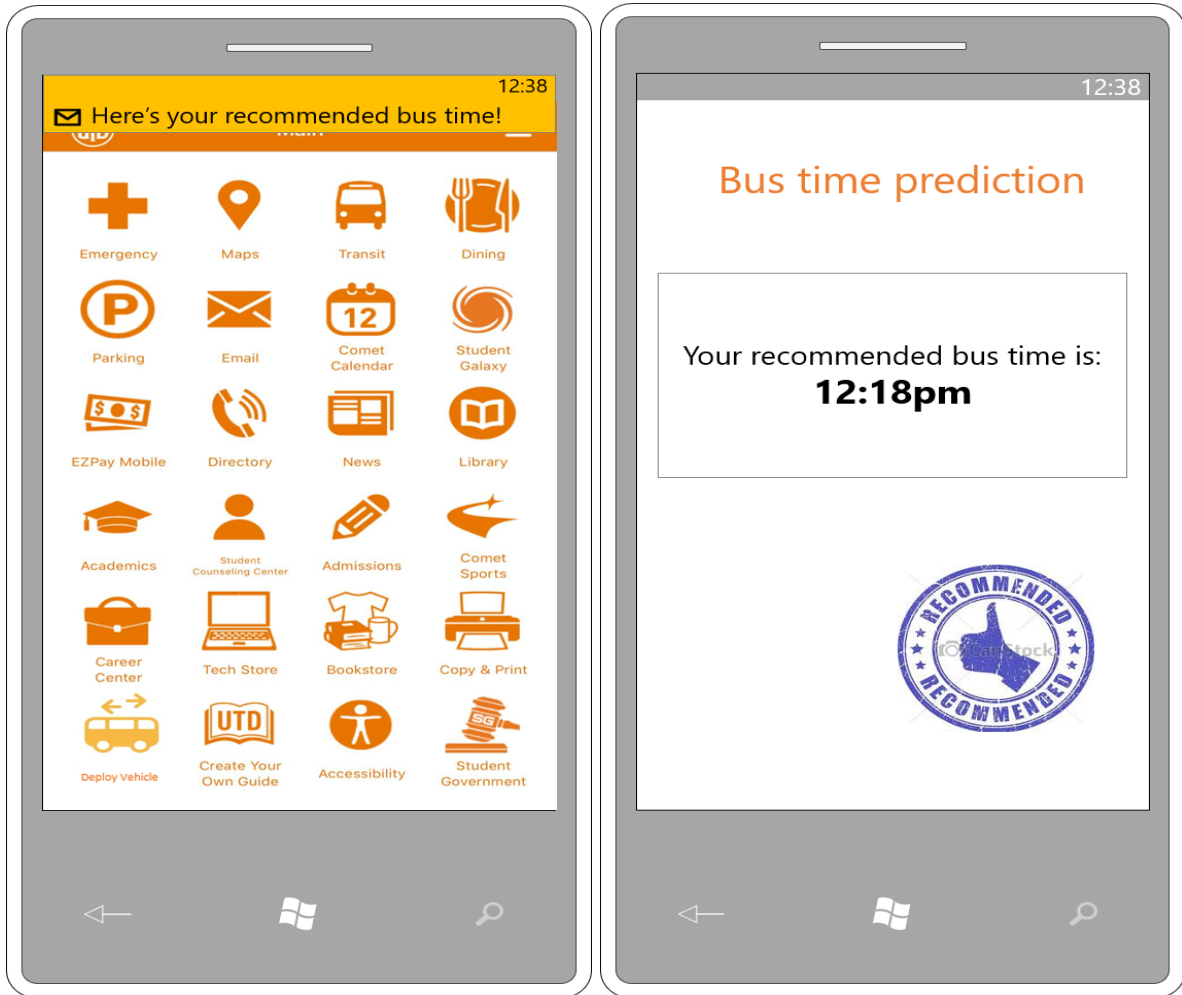 12:38
Here's your recommended bus time!
Main
Emergency
Maps
Transit
Dining
P
12
Parking
Email
Comet
Calendar
Student
Galaxy
$ $
EZPay Mobile
Directory
News
Library
Academics
Student
Counseling Center
Admissions
Comet
Sports
Career
Center
Tech Store
Bookstore
Copy & Print
UTD
SG
Deploy Vehicle
Create Your
Own Guide
Accessibility
Student
Government
12:38
Bus time prediction
Your recommended bus time is:
12:18pm
RECOMMENDED
CanStock
RECOMMENDED